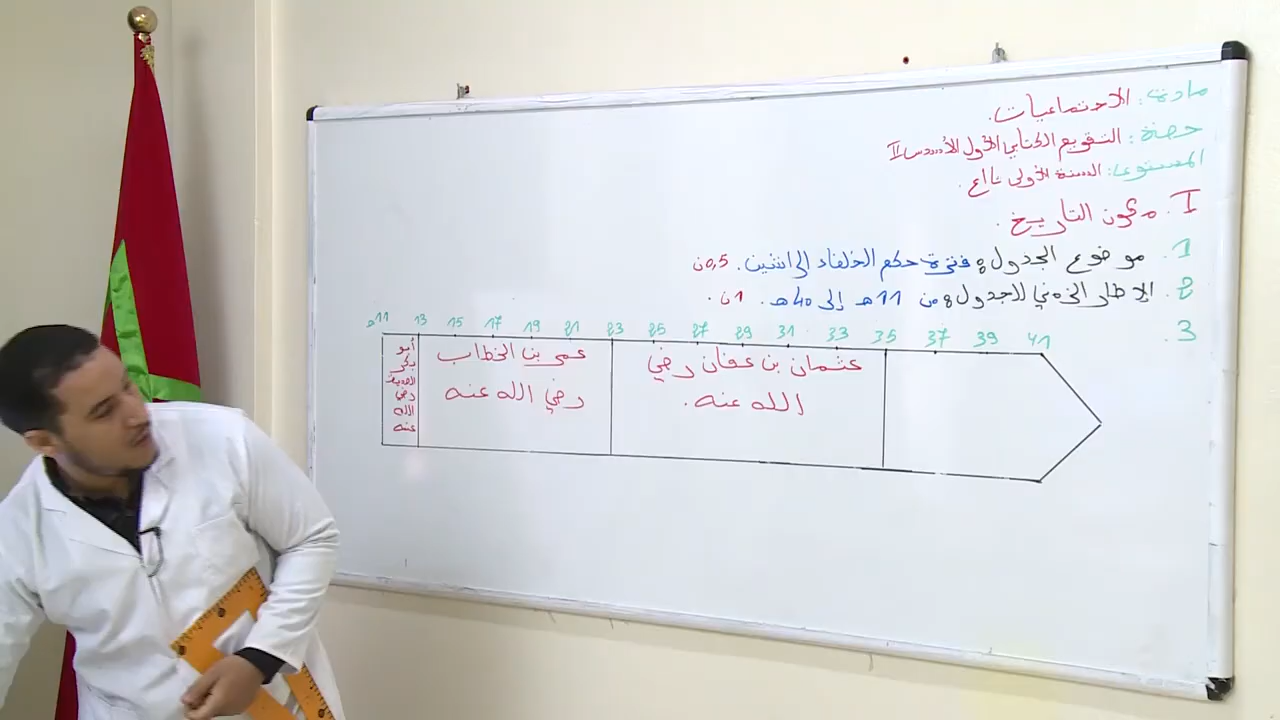 مادة: الاجتماعيات.
حصة: التقويم الكتابي الأول الأسدس II
المستوى: السنة الأولى ثا.إع.
I. مكون التاريخ.
1. موضوع الجدول: فترة حكم الخلفاء الراشدين. 0,5ن
2. الإطار الزمني للجدول: من 11هـ إلى 40هـ. 1ن.
3.
11هـ 13 15 17 19 21 23 25 27 29 31 33 35 37 39 41
أبو
بكر
الصديق
رضي
الله
عنه
عمر بن الخطاب
رضي الله عنه
عثمان بن عفان رضي
الله عنه.